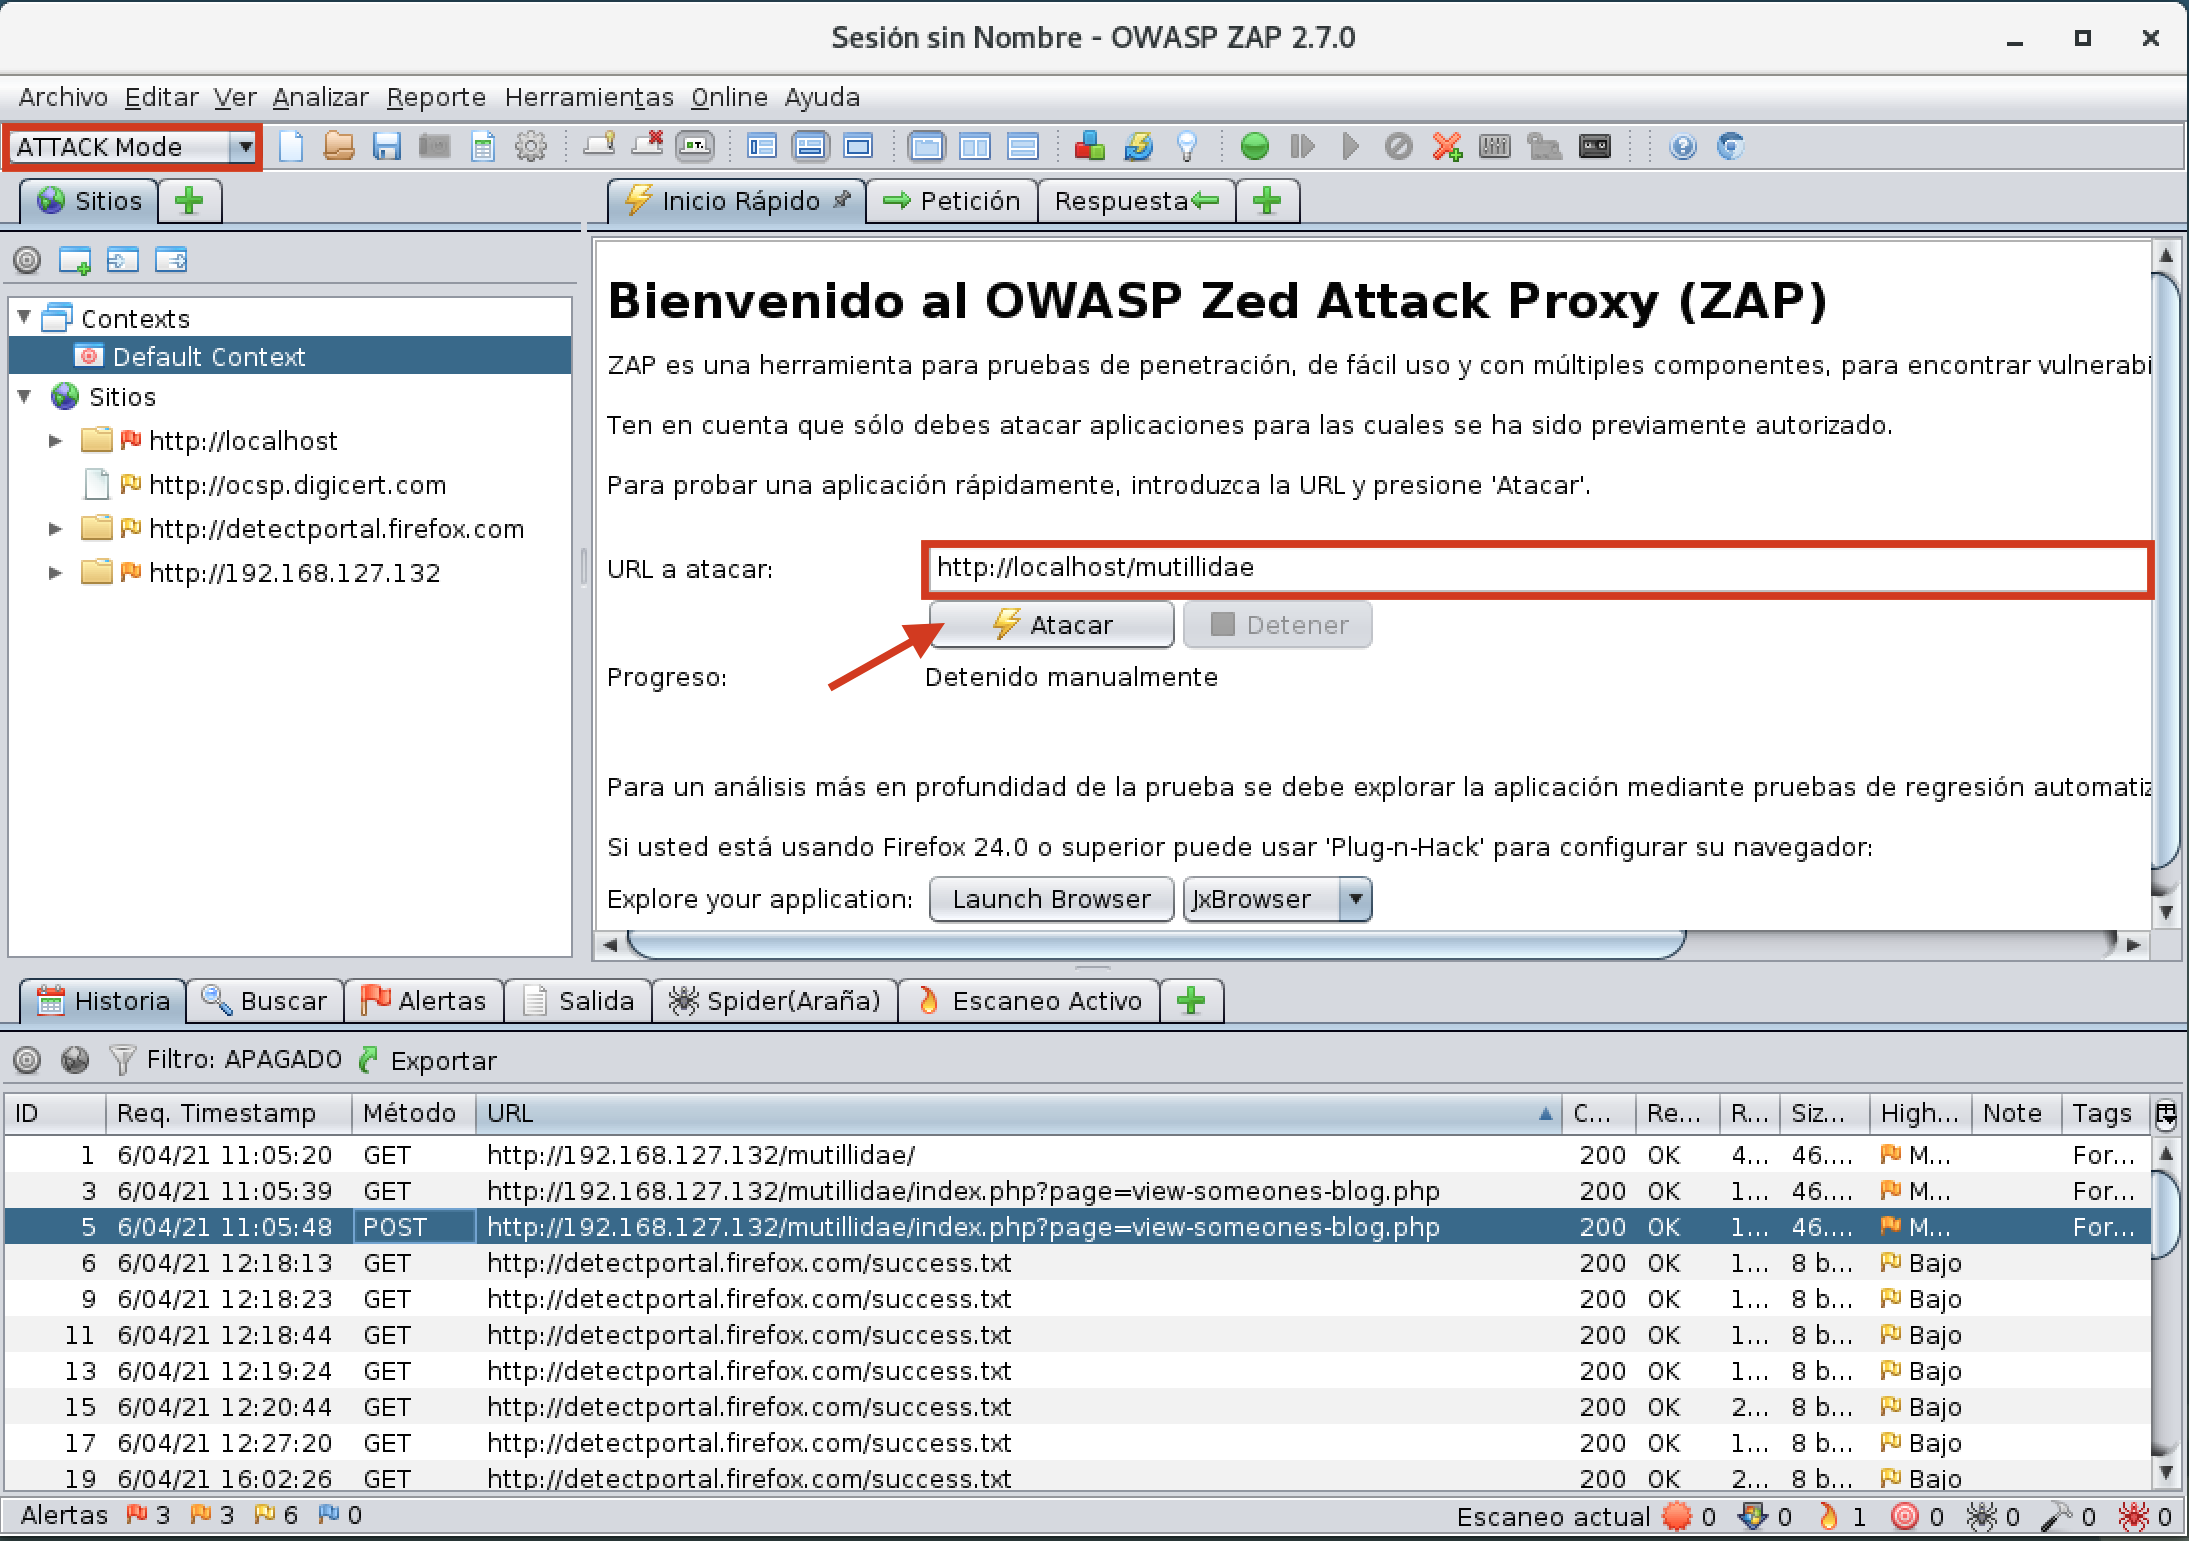 Sesión sin Nombre - OWASP ZAP 2.7.0
Archivo Editar Ver Analizar Reporte Herramientas Online Ayuda
ATTACK Mode
Sitios
Inicio Rápido Petición Respuesta
Contexts
Default Context
Sitios
http://localhost
http://ocsp.digicert.com
http://detectportal.firefox.com
http://192.168.127.132
Bienvenido al OWASP Zed Attack Proxy (ZAP)
ZAP es una herramienta para pruebas de penetración, de fácil uso y con múltiples componentes, para encontrar vulnerabi
Ten en cuenta que sólo debes atacar aplicaciones para las cuales se ha sido previamente autorizado.
Para probar una aplicación rápidamente, introduzca la URL y presione 'Atacar'.
URL a atacar: http://localhost/mutillidae
Atacar Detener
Progreso: Detenido manualmente
Para un análisis más en profundidad de la prueba se debe explorar la aplicación mediante pruebas de regresión automatiz
Si usted está usando Firefox 24.0 o superior puede usar 'Plug-n-Hack' para configurar su navegador:
Explore your application: Launch Browser JxBrowser
Historia Buscar Alertas Salida Spider(Araña) Escaneo Activo
Filtro: APAGADO Exportar
ID Req. Timestamp Método URL C... Re... R... Siz... High... Note Tags
1 6/04/21 11:05:20 GET http://192.168.127.132/mutillidae/ 200 OK 4... 46.... M... For...
3 6/04/21 11:05:39 GET http://192.168.127.132/mutillidae/index.php?page=view-someones-blog.php 200 OK 1... 46.... M... For...
5 6/04/21 11:05:48 POST http://192.168.127.132/mutillidae/index.php?page=view-someones-blog.php 200 OK 1... 46.... M... For...
6 6/04/21 12:18:13 GET http://detectportal.firefox.com/success.txt 200 OK 1... 8 b... Bajo
9 6/04/21 12:18:23 GET http://detectportal.firefox.com/success.txt 200 OK 1... 8 b... Bajo
11 6/04/21 12:18:44 GET http://detectportal.firefox.com/success.txt 200 OK 1... 8 b... Bajo
13 6/04/21 12:19:24 GET http://detectportal.firefox.com/success.txt 200 OK 1... 8 b... Bajo
15 6/04/21 12:20:44 GET http://detectportal.firefox.com/success.txt 200 OK 2... 8 b... Bajo
17 6/04/21 12:27:20 GET http://detectportal.firefox.com/success.txt 200 OK 1... 8 b... Bajo
19 6/04/21 16:02:26 GET http://detectportal.firefox.com/success.txt 200 OK 2... 8 b... Bajo
Alertas 3 3 6 0 Escaneo actual 0 0 1 0 0 0 0